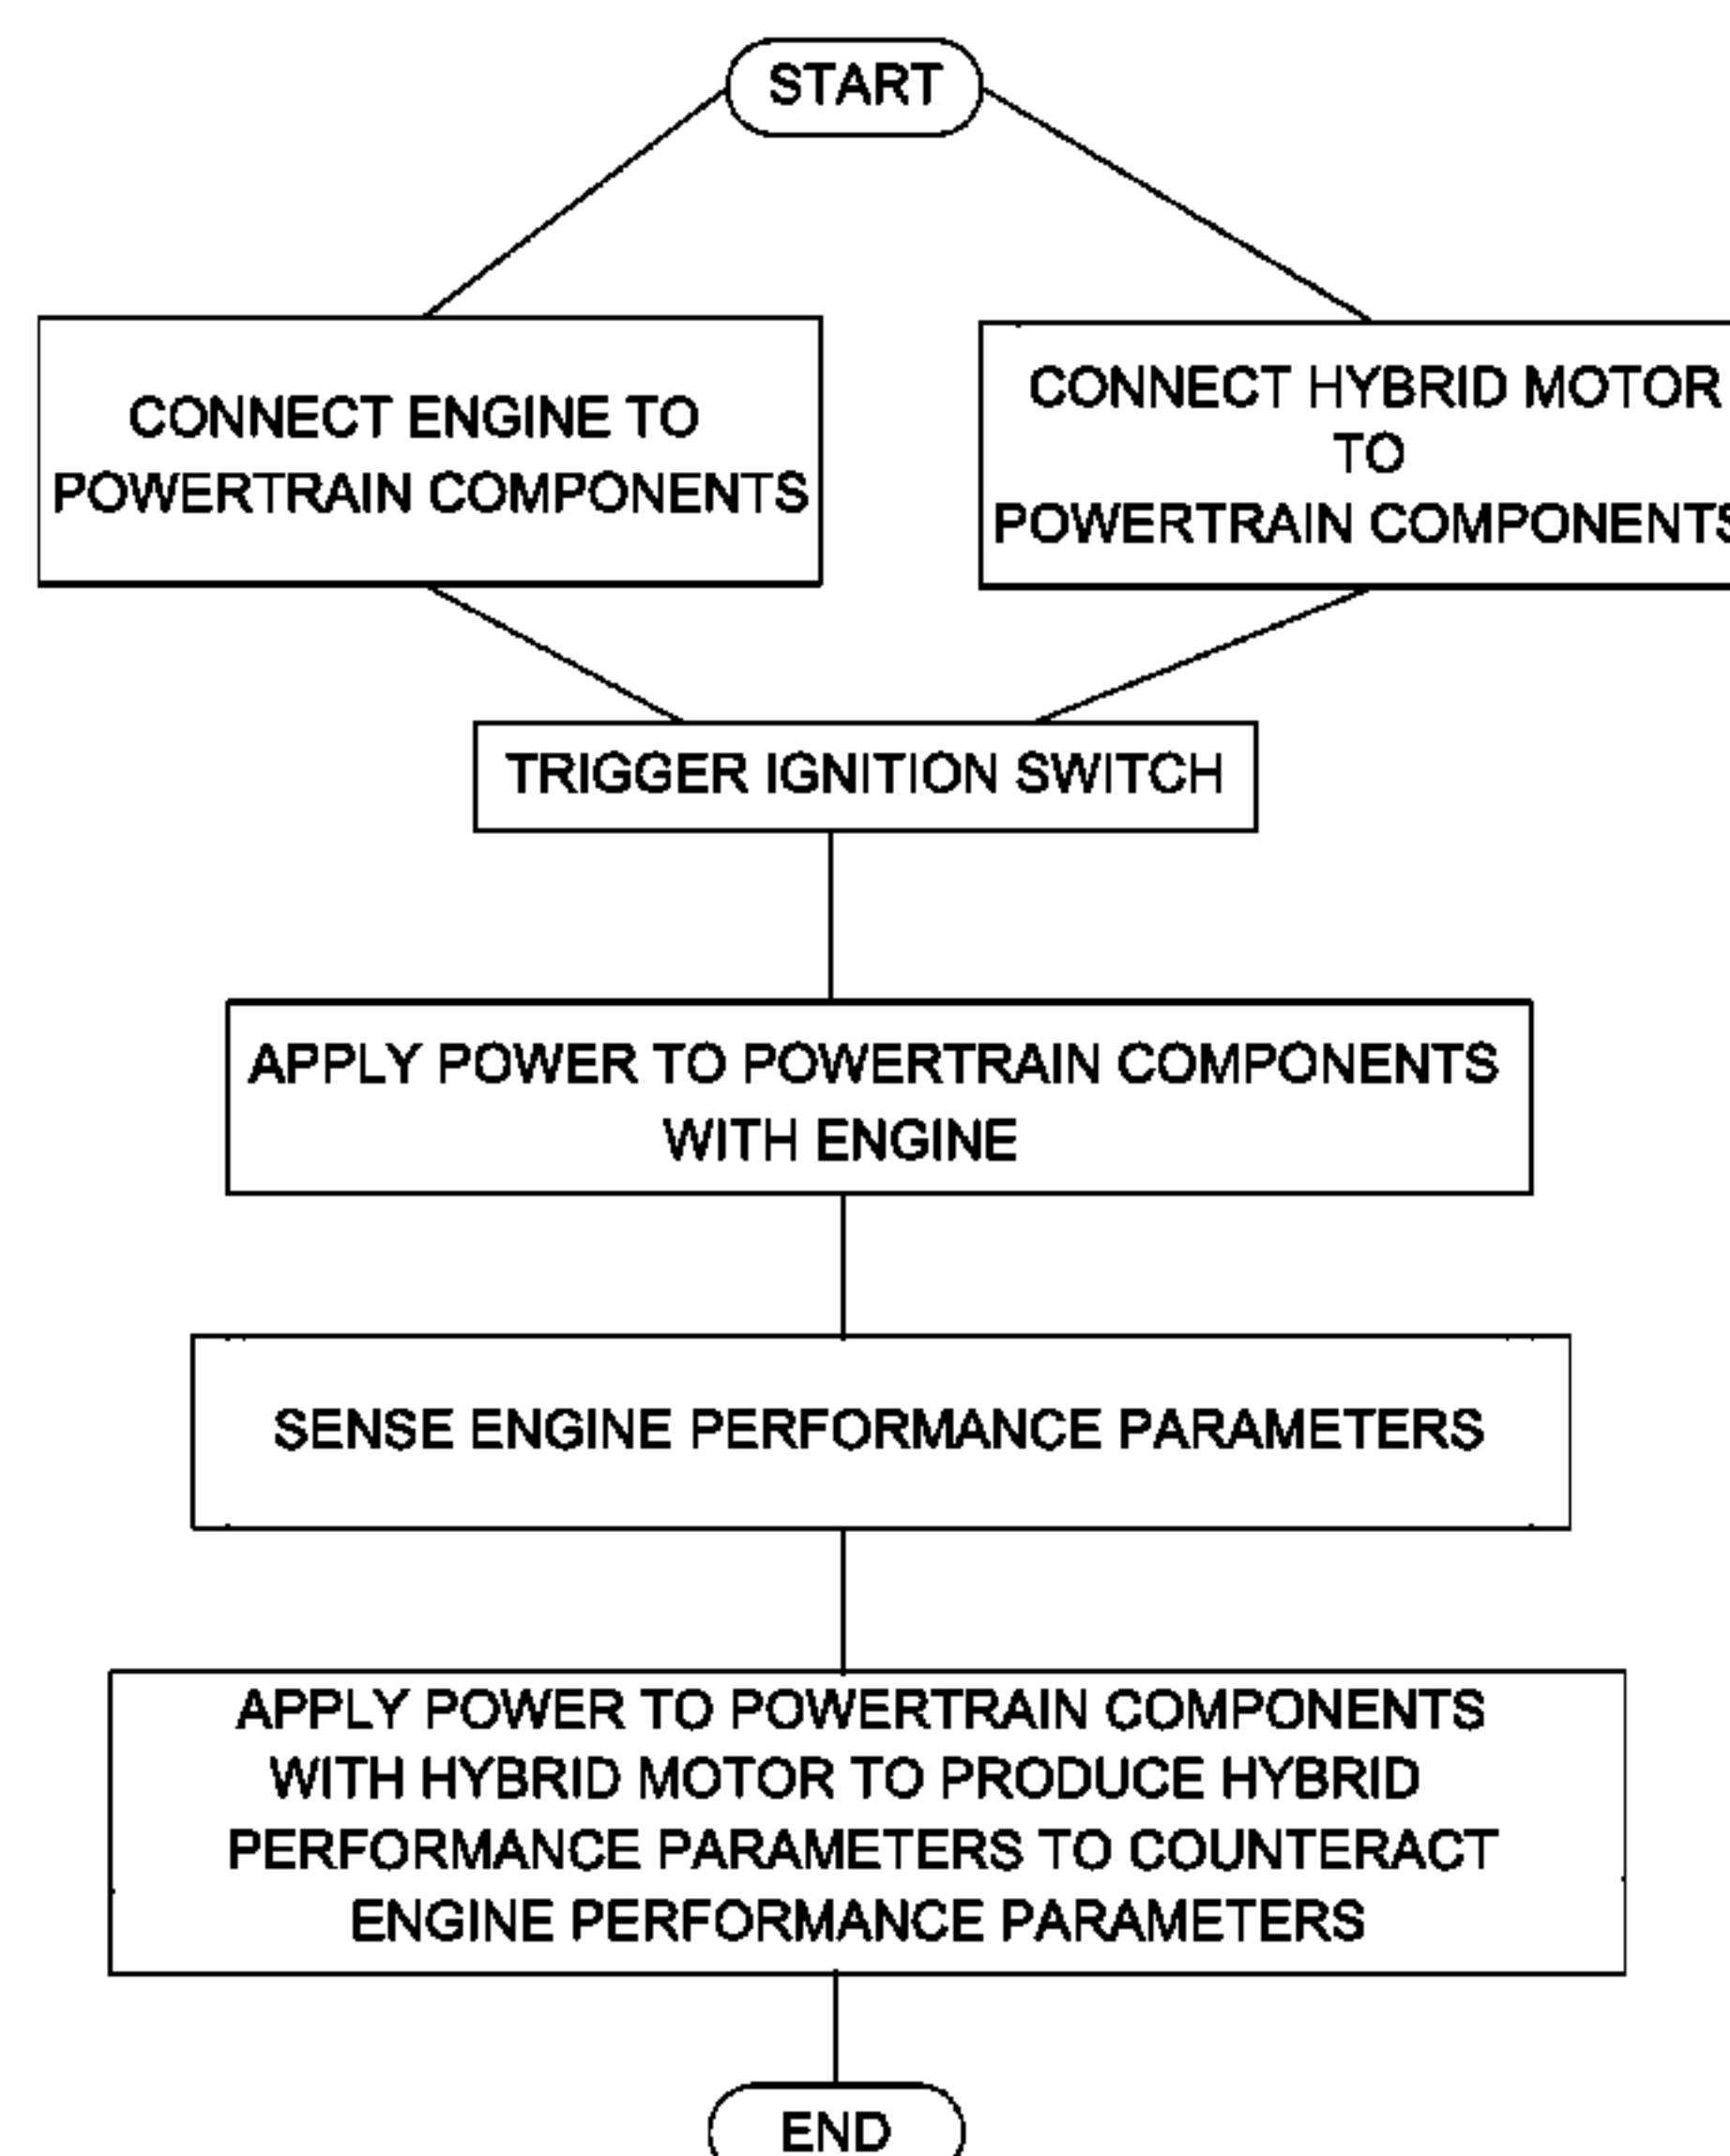 START
CONNECT ENGINE TO
POWERTRAIN COMPONENTS
CONNECT HYBRID MOTOR
TO
POWERTRAIN COMPONENTS
TRIGGER IGNITION SWITCH
APPLY POWER TO POWERTRAIN COMPONENTS
WITH ENGINE
SENSE ENGINE PERFORMANCE PARAMETERS
APPLY POWER TO POWERTRAIN COMPONENTS
WITH HYBRID MOTOR TO PRODUCE HYBRID
PERFORMANCE PARAMETERS TO COUNTERACT
ENGINE PERFORMANCE PARAMETERS
END